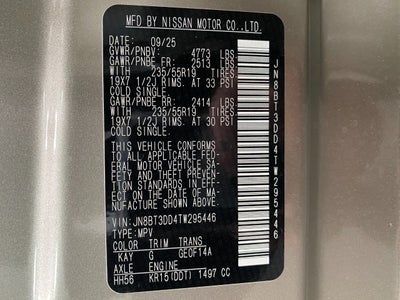 MFD BY NISSAN MOTOR CO.,LTD.
DATE: 09/25
GVWR/PNBV: 4773 LBS
GAWR/PNBE FR: 2513 LBS
WITH 235/55R19 TIRES.
19X7 1/2J RIMS. AT 33 PSI
COLD SINGLE.
GAWR/PNBE RR: 2414 LBS
WITH 235/55R19 TIRES.
19X7 1/2J RIMS. AT 30 PSI
COLD SINGLE.
THIS VEHICLE CONFORMS
TO ALL APPLICABLE FED-
ERAL MOTOR VEHICLE SA-
FETY AND THEFT PREVEN-
TION STANDARDS IN EFF-
ECT ON THE DATE OF MA-
NUFACTURE SHOWN ABOVE.
VIN:JN8BT3DD4TW295446
TYPE:MPV
COLOR TRIM TRANS
KAY G GEOF14A
AXLE ENGINE
HH56 KR15(DDT) 1497 CC
JN8BT3DD4TW295446